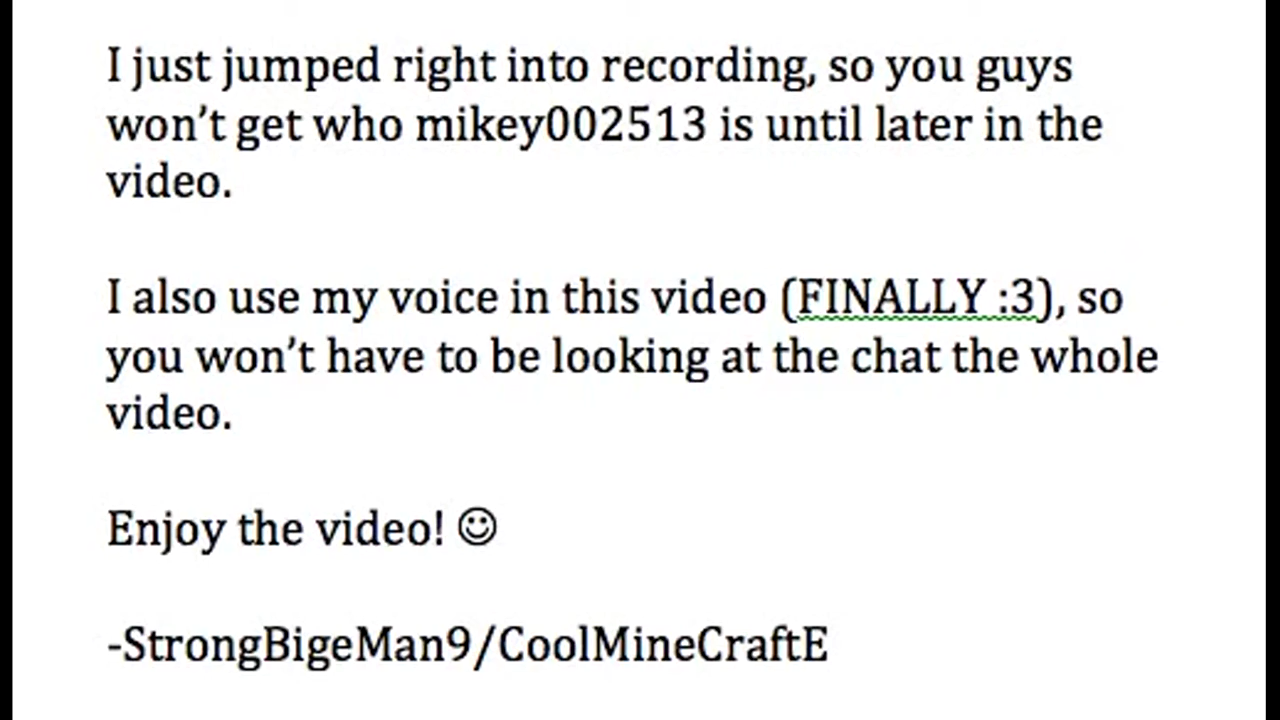 I just jumped right into recording, so you guys
won’t get who mikey002513 is until later in the
video.
I also use my voice in this video (FINALLY :3), so
you won’t have to be looking at the chat the whole
video.
Enjoy the video! ☺
-StrongBigeMan9/CoolMineCraftE